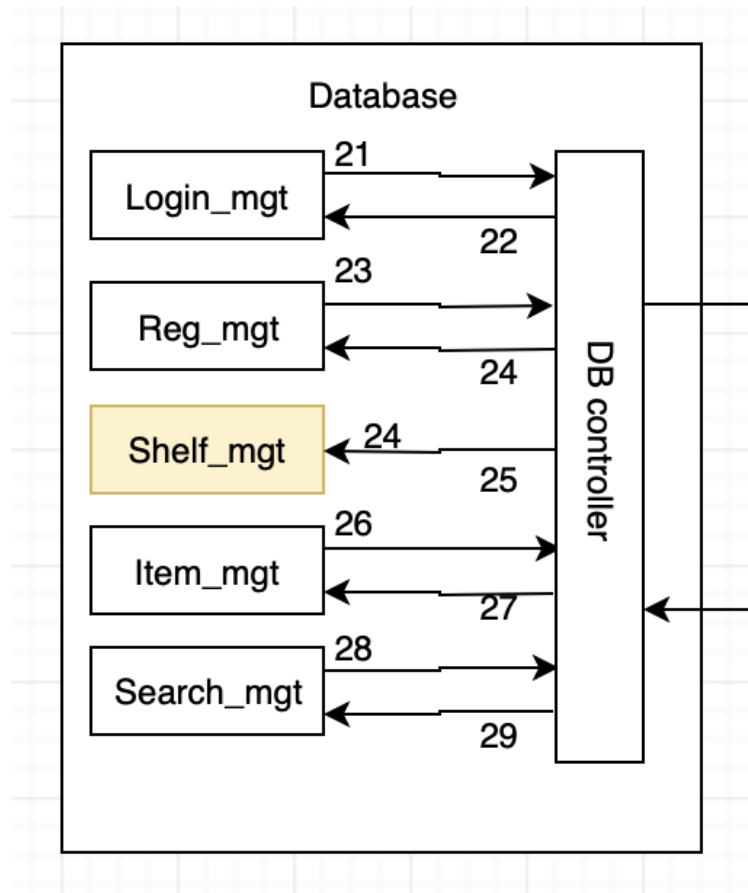 Database
21
Login_mgt
22
23
Reg_mgt
24
24
Shelf_mgt
25
26
Item_mgt
27
28
Search_mgt
29
DB controller